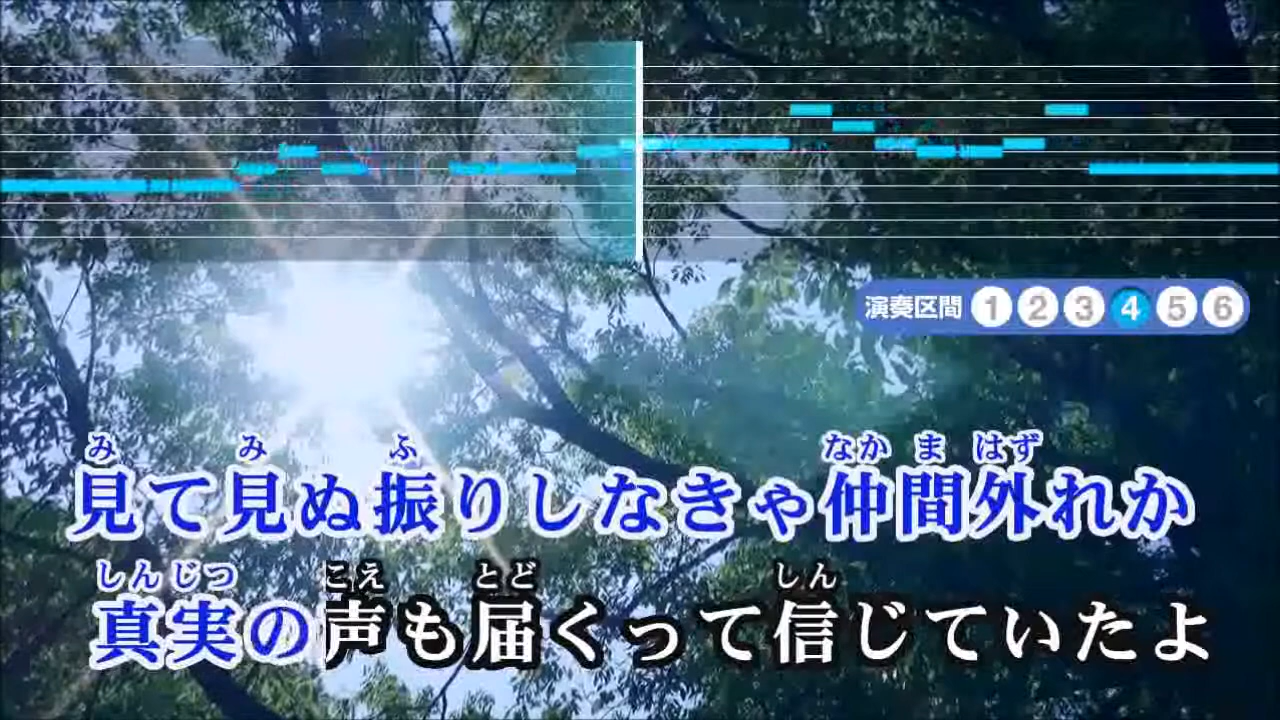 演奏区間 1 2 3 4 5 6
み み ふ なか ま はず
見て見ぬ振りしなきゃ仲間外れか
しんじつ こえ とど しん
真実の声も届くって信じていたよ